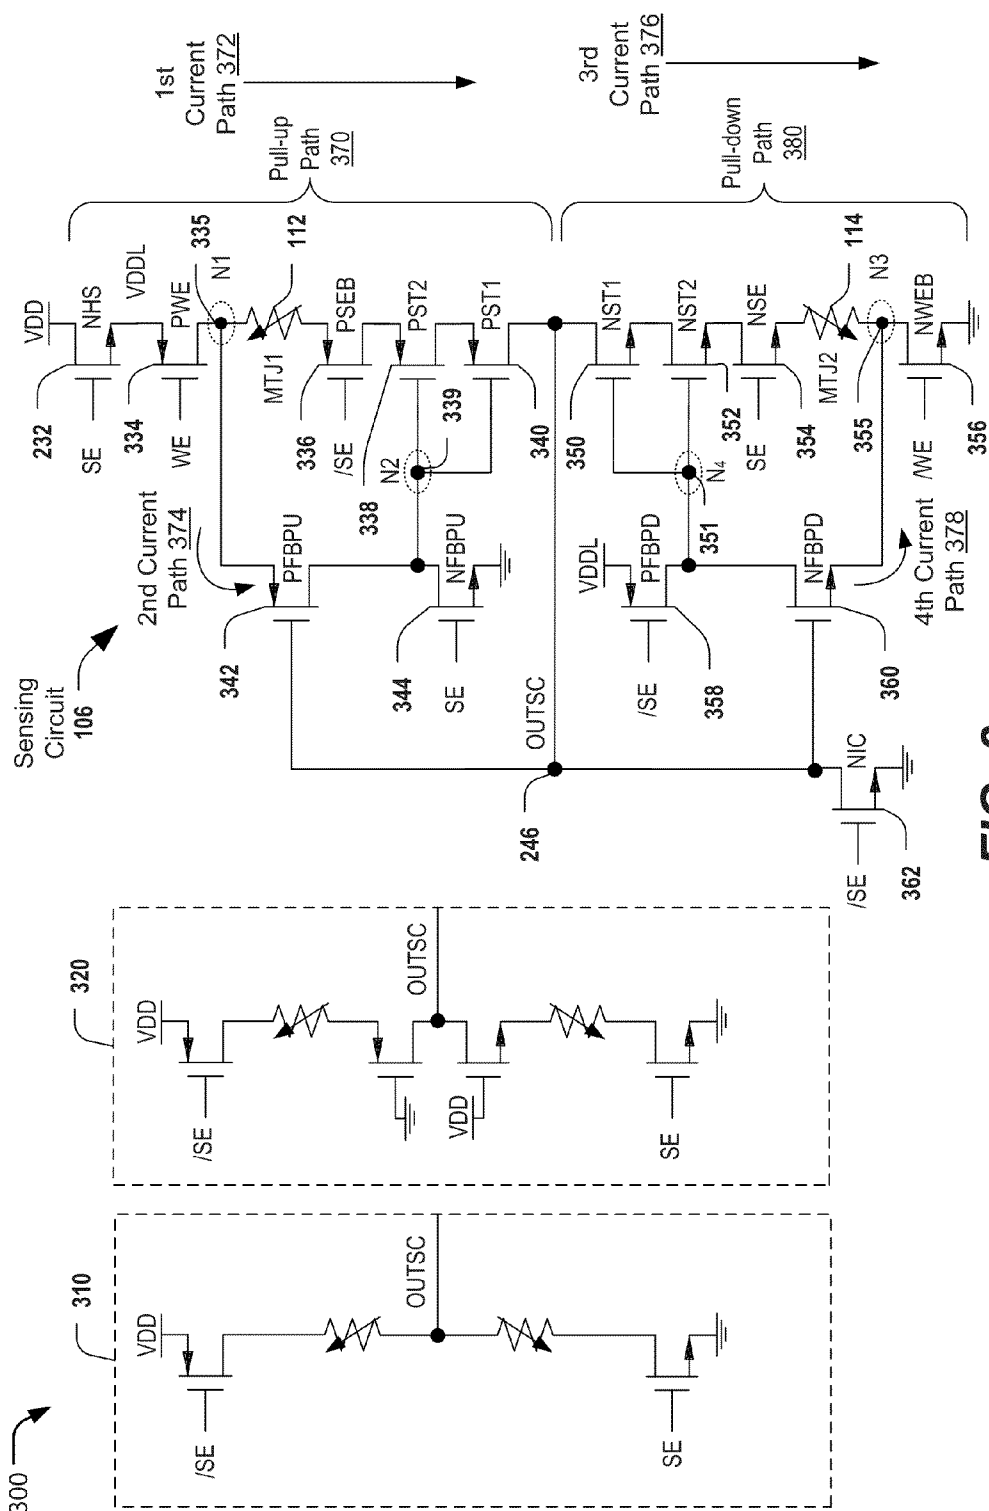 300
310
VDD
/SE
OUTSC
SE
320
VDD
/SE
OUTSC
VDD
SE
Sensing
Circuit
106
2nd Current
Path 374
342
PFBPU
344
NFBPU
SE
N2
339
OUTSC
246
VDDL
PFBPD
/SE
358
N4
351
NFBPD
360
4th Current
Path 378
NIC
/SE
362
VDD
232
NHS
SE
VDDL
334
PWE
WE
335
N1
112
MTJ1
336
PSEB
/SE
338
PST2
PST1
340
350
NST1
NST2
352
NSE
SE
354
MTJ2
114
355
N3
NWEB
/WE
356
Pull-up
Path
370
Pull-down
Path
380
1st
Current
Path 372
3rd
Current
Path 376